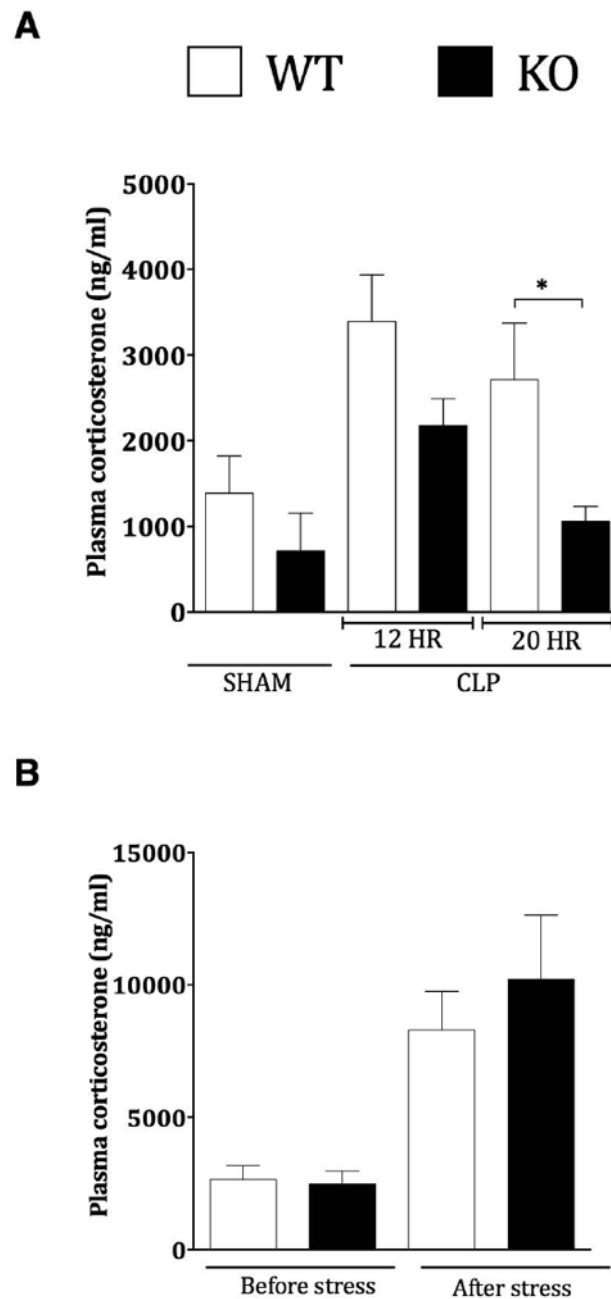 A
WT KO
Plasma corticosterone (ng/ml)
5000
4000
3000
2000
1000
0
*
12 HR 20 HR
SHAM CLP
B
Plasma corticosterone (ng/ml)
15000
10000
5000
0
Before stress After stress